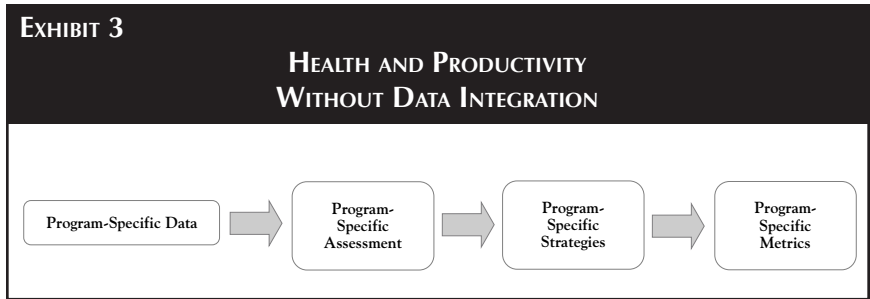 EXHIBIT 3
HEALTH AND PRODUCTIVITY
WITHOUT DATA INTEGRATION
Program-Specific Data
Program-
Specific
Assessment
Program-
Specific
Strategies
Program-
Specific
Metrics